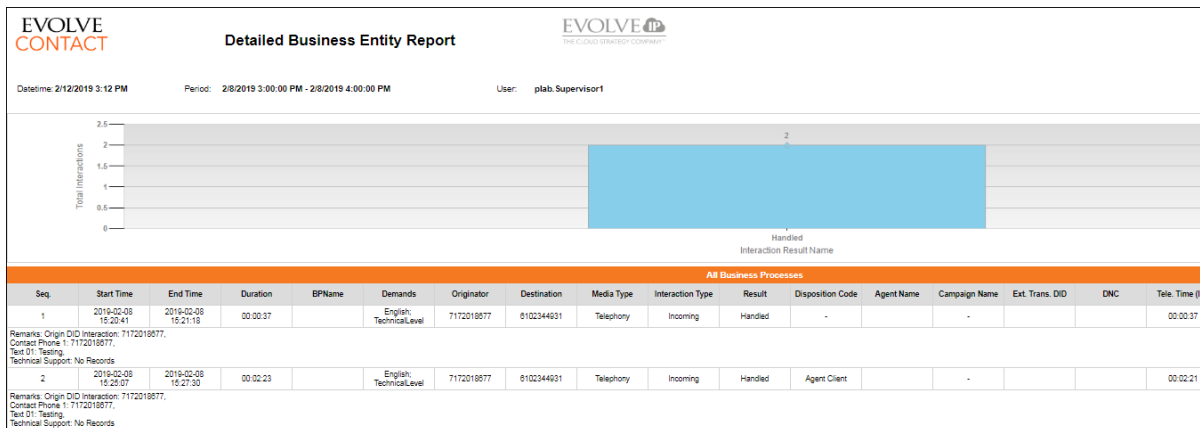 EVOLVE
CONTACT
Detailed Business Entity Report
EVOLVE IP
THE CLOUD STRATEGY COMPANY
Datetime: 2/12/2019 3:12 PM Period: 2/8/2019 3:00:00 PM - 2/8/2019 4:00:00 PM User: plab.Supervisor1
Total Interactions
2.5
2
1.5
1
0.5
0
2
Handled
Interaction Result Name
All Business Processes
Seq. Start Time End Time Duration BPName Demands Originator Destination Media Type Interaction Type Result Disposition Code Agent Name Campaign Name Ext. Trans. DID DNC Tele. Time (
1 2019-02-08 15:20:41 2019-02-08 15:21:18 00:00:37 English; TechnicalLevel 7172018677 6102344931 Telephony Incoming Handled - - 00:00:37
Remarks: Origin DID Interaction: 7172018677,
Contact Phone 1: 7172018677,
Text 01: Testing,
Technical Support: No Records
2 2019-02-08 15:25:07 2019-02-08 15:27:30 00:02:23 English; TechnicalLevel 7172018677 6102344931 Telephony Incoming Handled Agent Client - 00:02:21
Remarks: Origin DID Interaction: 7172018677,
Contact Phone 1: 7172018677,
Text 01: Testing,
Technical Support: No Records